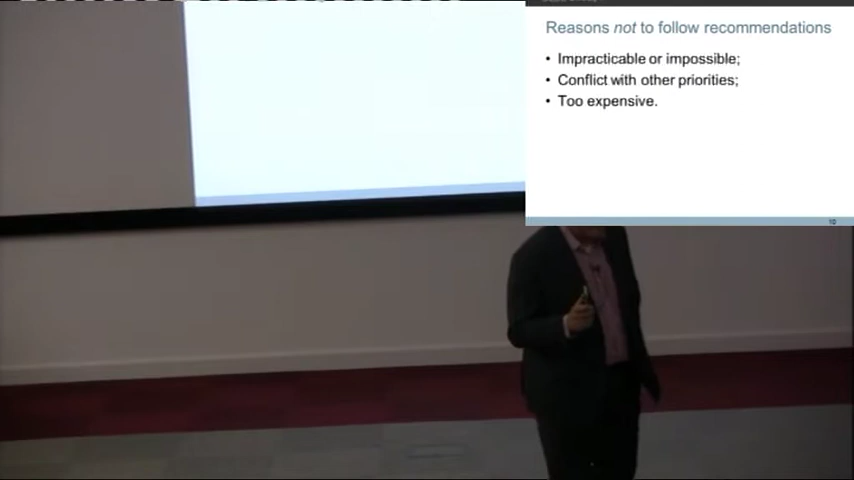 Reasons not to follow recommendations
• Impracticable or impossible;
• Conflict with other priorities;
• Too expensive.